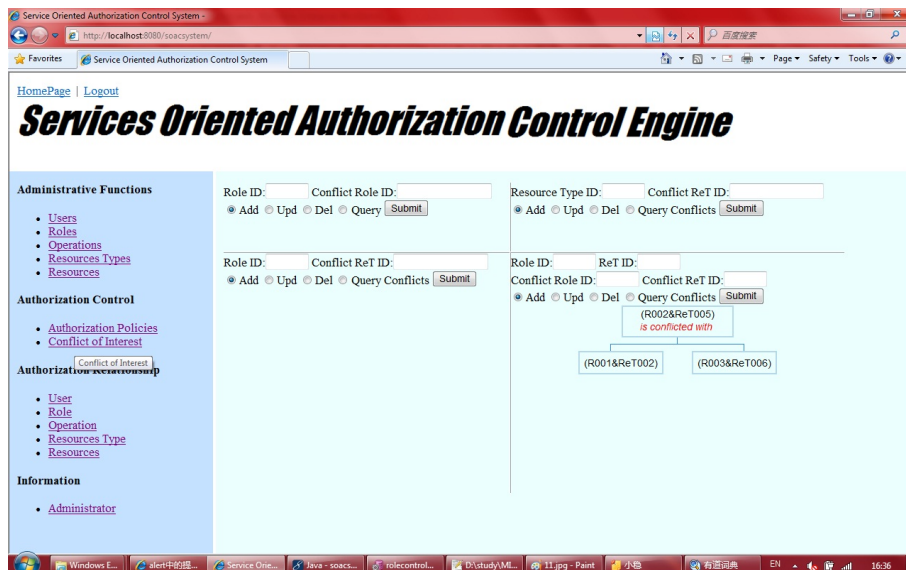 Service Oriented Authorization Control System -
http://localhost:8080/soacsystem/
百度搜索
Favorites
Service Oriented Authorization Control System
Page Safety Tools
HomePage | Logout
Services Oriented Authorization Control Engine
Administrative Functions
Users
Roles
Operations
Resources Types
Resources
Authorization Control
Authorization Policies
Conflict of Interest
Conflict of Interest
Authorization Relationship
User
Role
Operation
Resources Type
Resources
Information
Administrator
Role ID: Conflict Role ID:
Add Upd Del Query Submit
Resource Type ID: Conflict ReT ID:
Add Upd Del Query Conflicts Submit
Role ID: Conflict ReT ID:
Add Upd Del Query Conflicts Submit
Role ID: ReT ID:
Conflict Role ID: Conflict ReT ID:
Add Upd Del Query Conflicts Submit
(R002&ReT005)
is conflicted with
(R001&ReT002) (R003&ReT006)
Windows E... alert中的提... Service Orie... Java - soacs... rolecontrol... D:\study\MI... 11.jpg - Paint 有道词典 EN 16:36